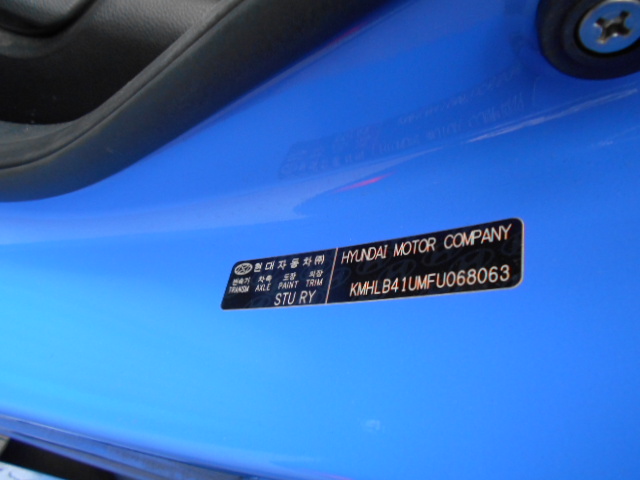 현대자동차㈜
변속기 차축 도장 외장
TRANSM AXLE PAINT TRIM
STU RY
HYUNDAI MOTOR COMPANY
KMHLB41UMFU068063